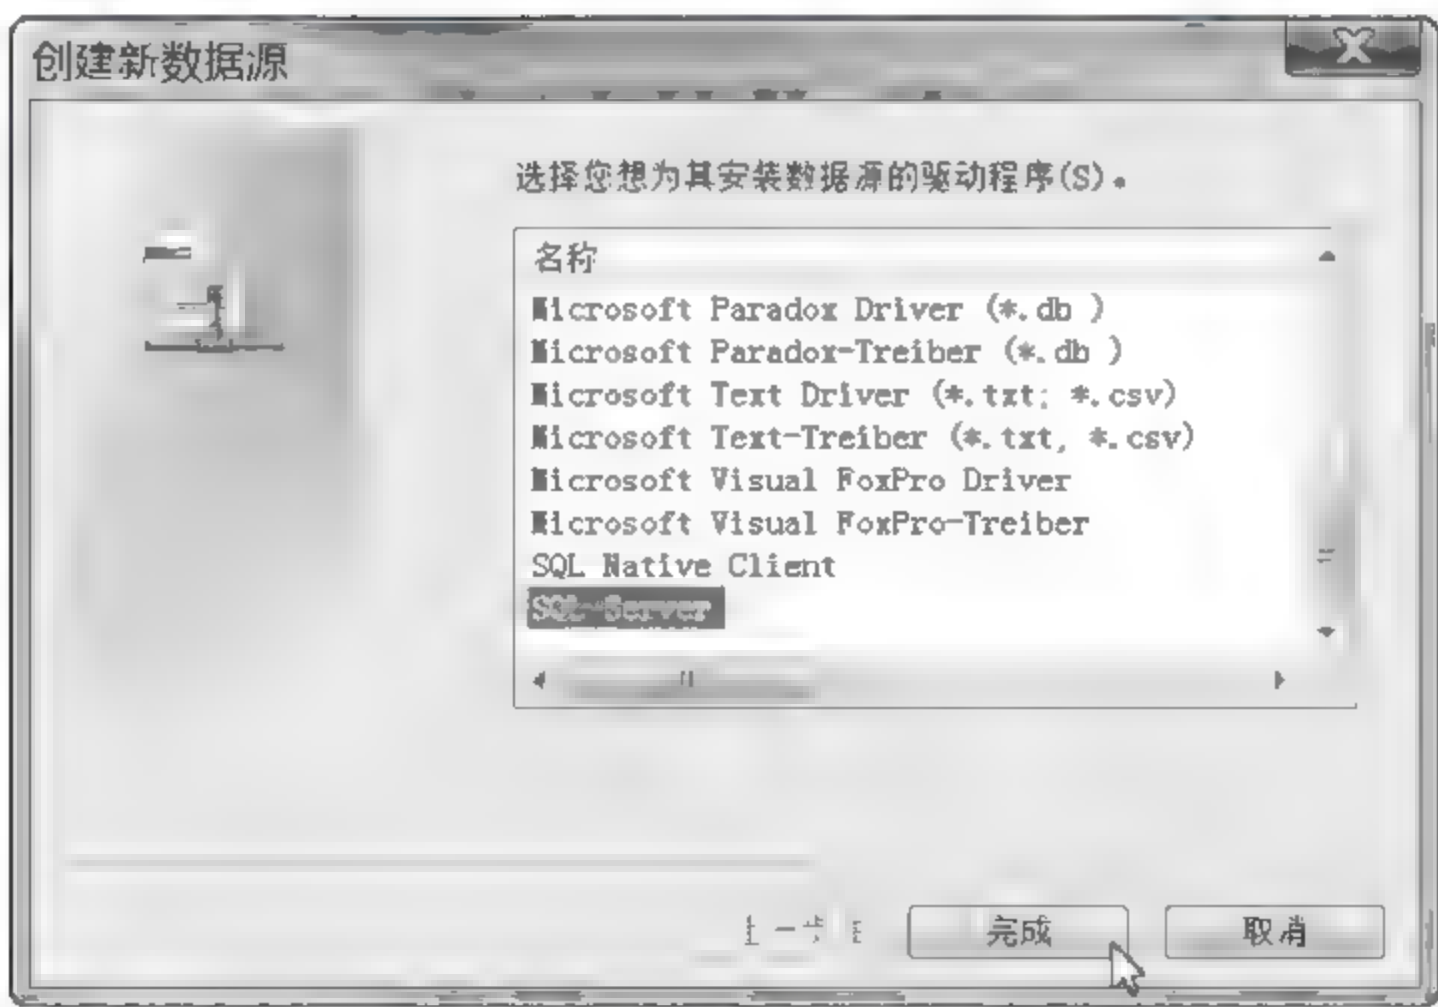 创建新数据源
选择您想为其安装数据源的驱动程序(S)。
名称
Microsoft Paradox Driver (*.db )
Microsoft Paradox-Treiber (*.db )
Microsoft Text Driver (*.txt; *.csv)
Microsoft Text-Treiber (*.txt, *.csv)
Microsoft Visual FoxPro Driver
Microsoft Visual FoxPro-Treiber
SQL Native Client
SQL Server
完成 取消